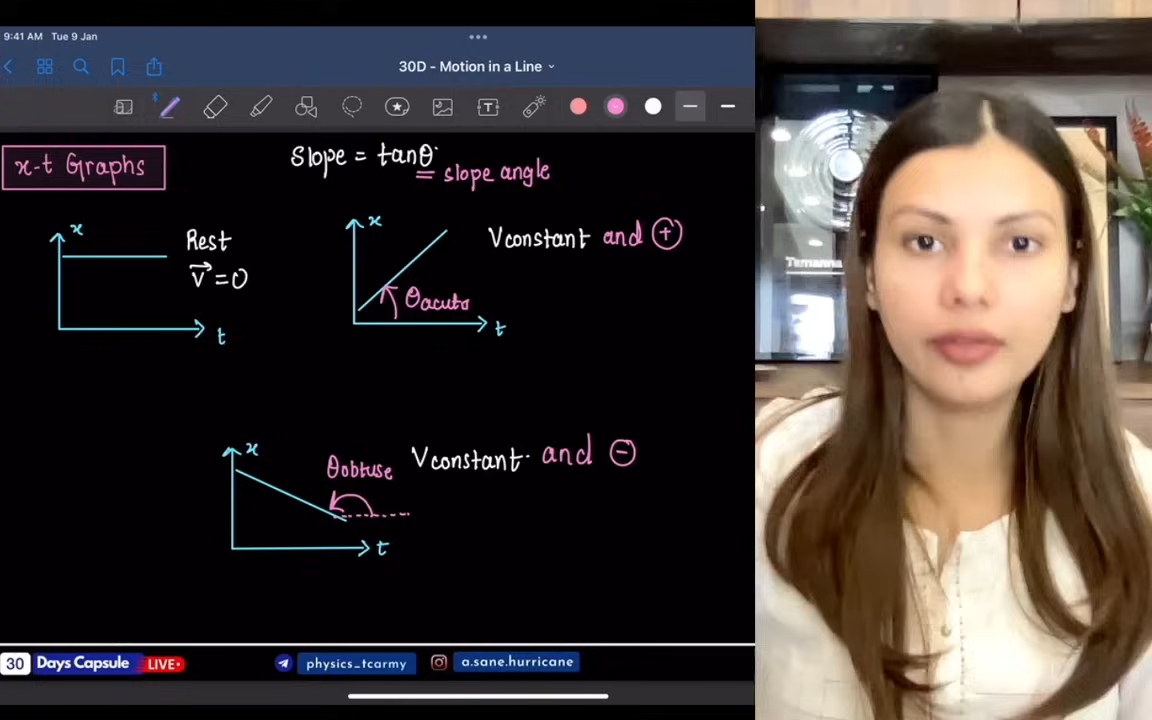 9:41 AM Tue 9 Jan
30D - Motion in a Line
x-t Graphs
Slope = tanθ
= slope angle
x
Rest
V = 0
t
x
Vconstant and +
θacute
t
x
θobtuse
Vconstant and −
t
30 Days Capsule LIVE
physics_tcarmy
a.sane.hurricane
Tamanna